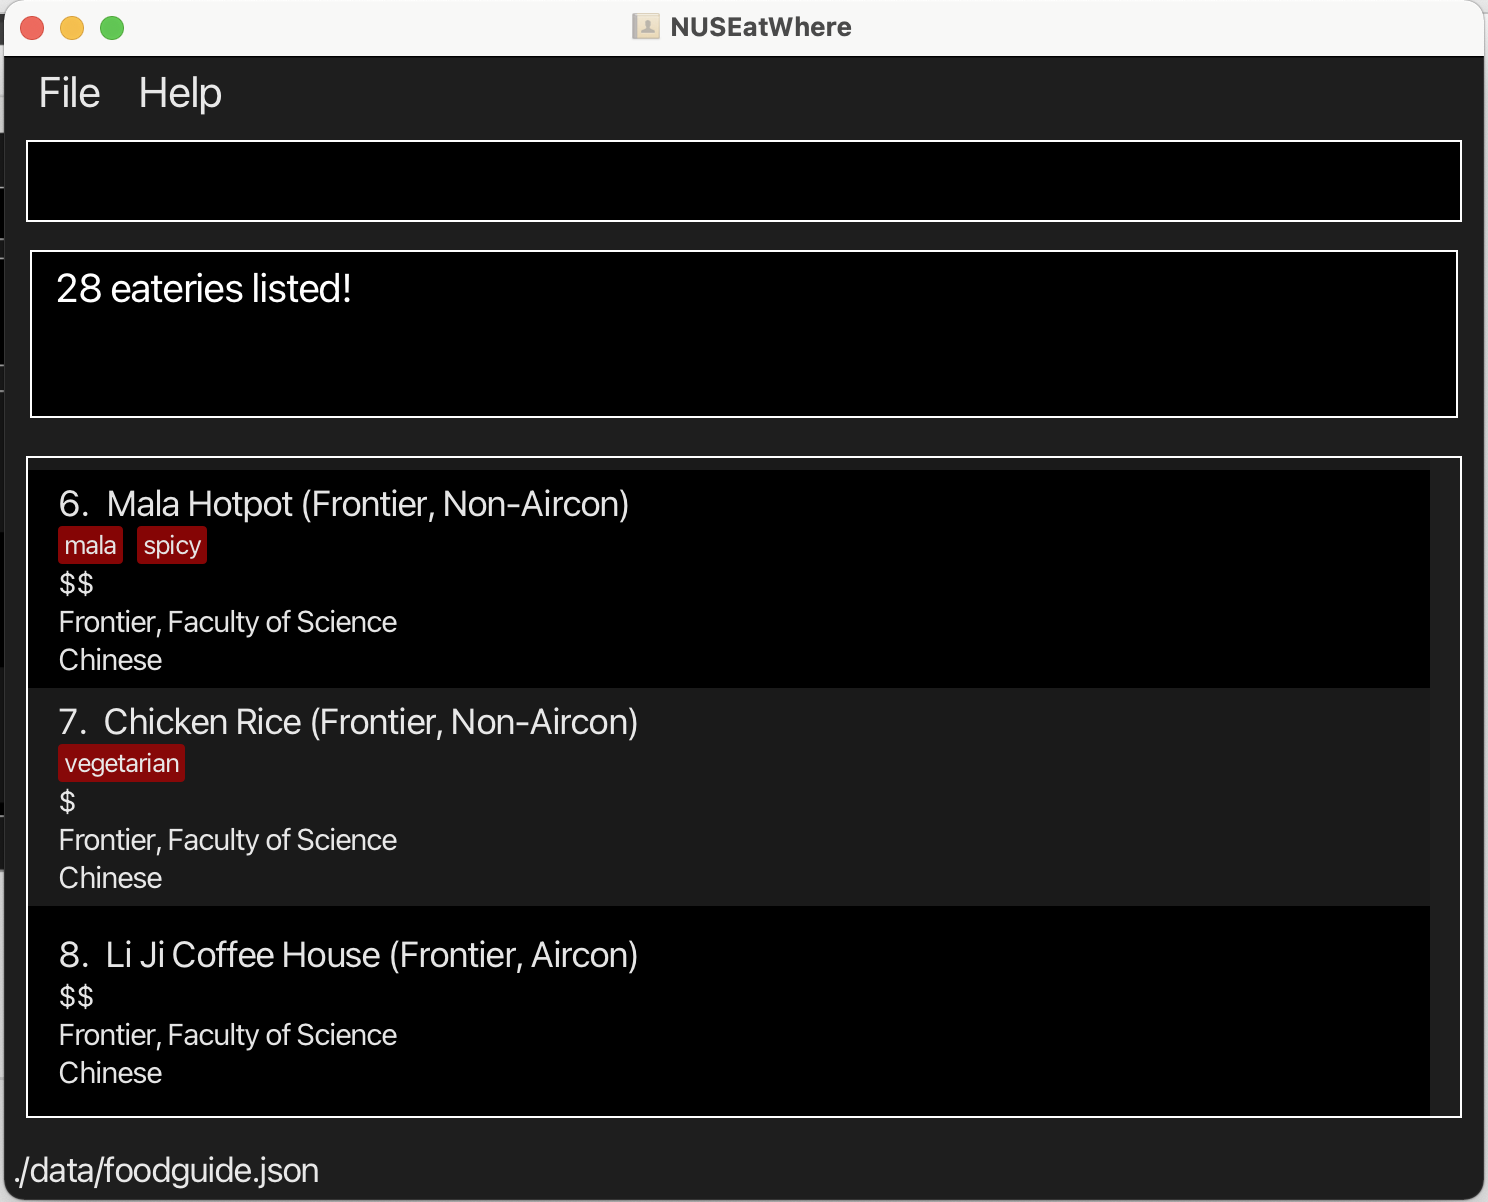 NUSEatWhere
File Help
28 eateries listed!
6. Mala Hotpot (Frontier, Non-Aircon)
mala spicy
$$
Frontier, Faculty of Science
Chinese
7. Chicken Rice (Frontier, Non-Aircon)
vegetarian
$
Frontier, Faculty of Science
Chinese
8. Li Ji Coffee House (Frontier, Aircon)
$$
Frontier, Faculty of Science
Chinese
./data/foodguide.json